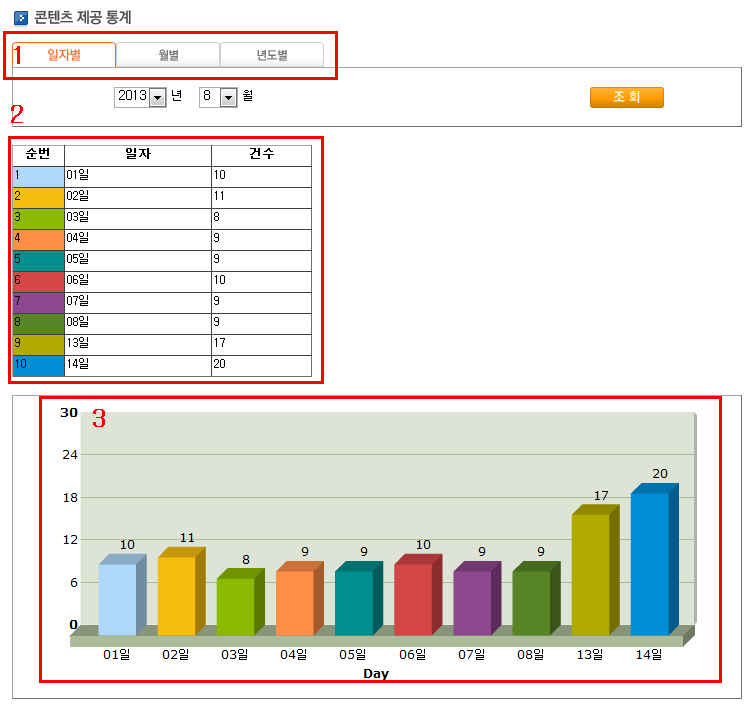 콘텐츠 제공 통계
1 일자별 월별 년도별
2013 년 8 월 조 회
2
순번 일자 건수
1 01일 10
2 02일 11
3 03일 8
4 04일 9
5 05일 9
6 06일 10
7 07일 9
8 08일 9
9 13일 17
10 14일 20
3
30
24
18
12
6
0
10 11 8 9 9 10 9 9 17 20
01일 02일 03일 04일 05일 06일 07일 08일 13일 14일
Day